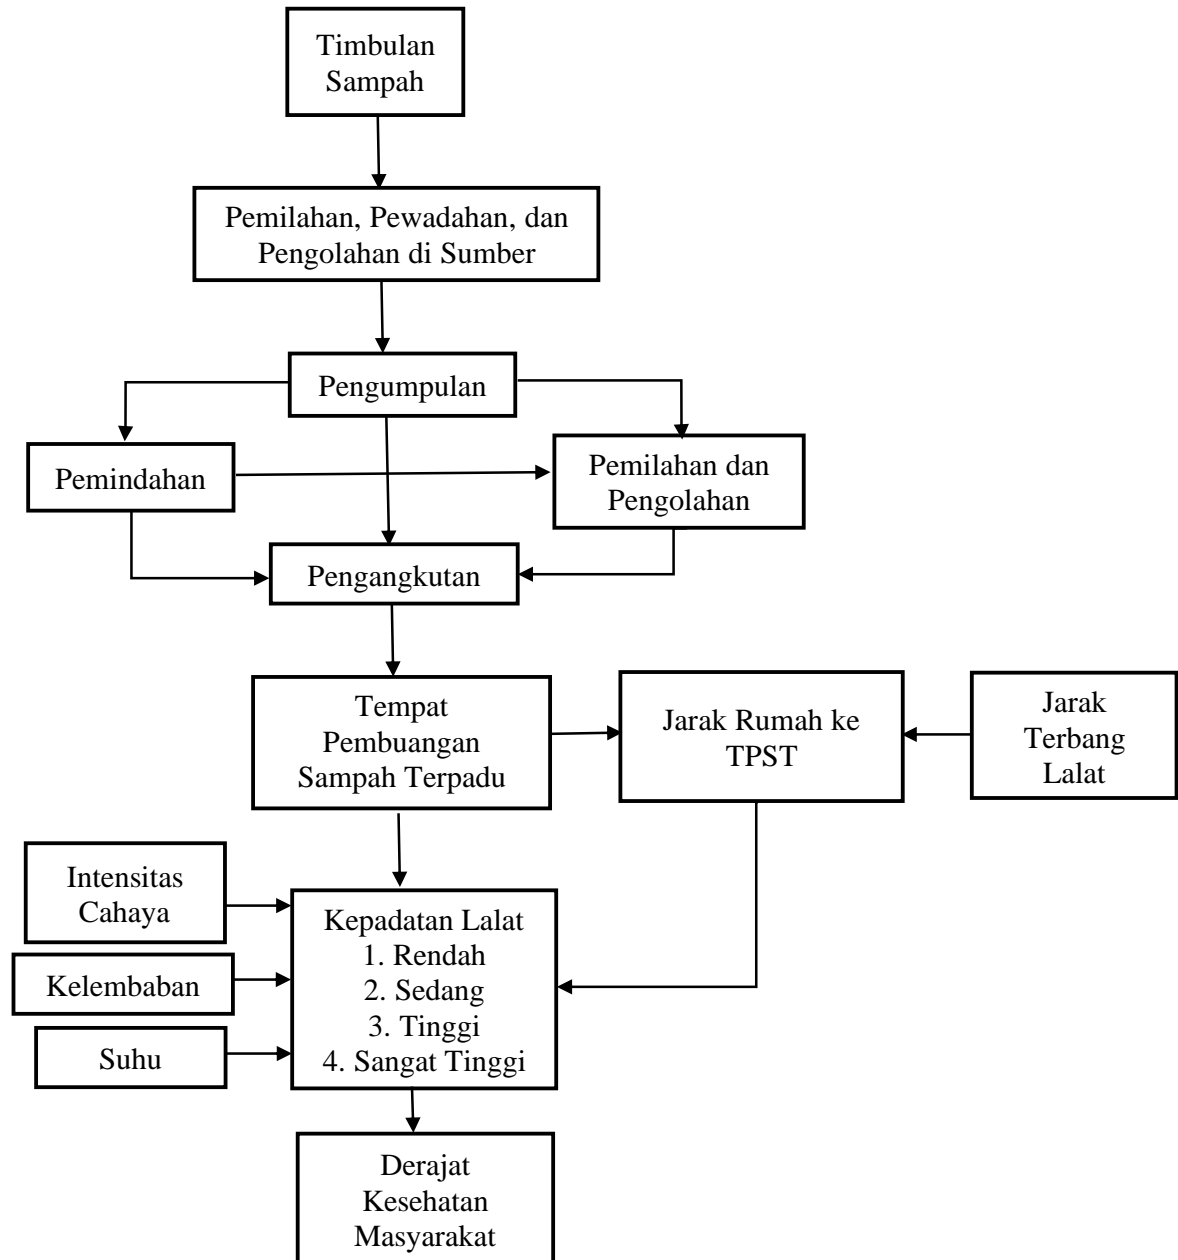 Timbulan
Sampah
Pemilahan, Pewadahan, dan
Pengolahan di Sumber
Pengumpulan
Pemindahan
Pemilahan dan
Pengolahan
Pengangkutan
Tempat
Pembuangan
Sampah Terpadu
Jarak Rumah ke
TPST
Jarak
Terbang
Lalat
Intensitas
Cahaya
Kelembaban
Suhu
Kepadatan Lalat
1. Rendah
2. Sedang
3. Tinggi
4. Sangat Tinggi
Derajat
Kesehatan
Masyarakat